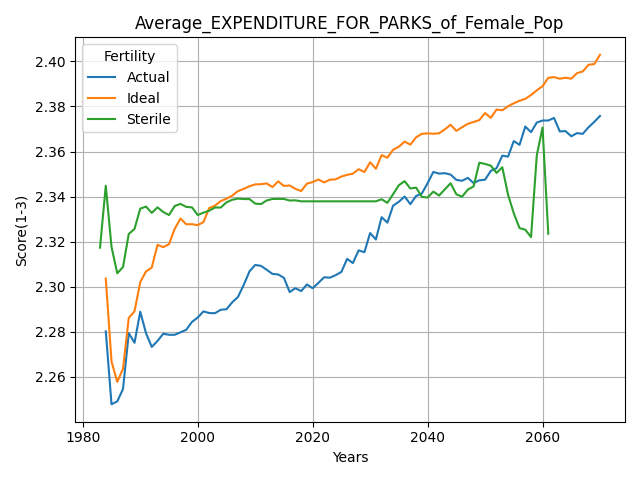 Average_EXPENDITURE_FOR_PARKS_of_Female_Pop
Fertility
Actual
Ideal
Sterile
Score(1-3)
2.40
2.38
2.36
2.34
2.32
2.30
2.28
2.26
1980
2000
2020
2040
2060
Years